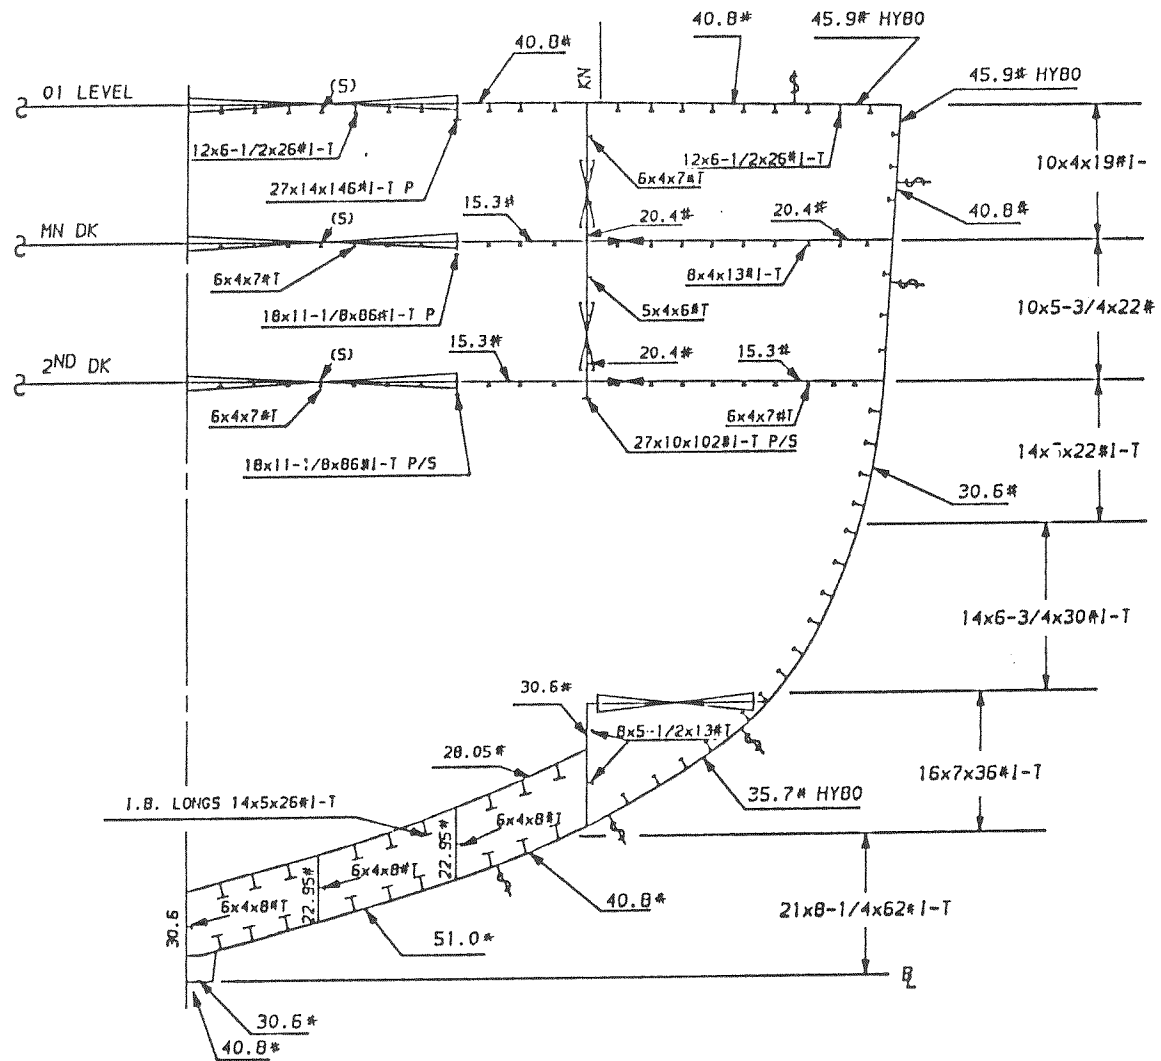 40.8#
40.8#
45.9# HY80
KN
45.9# HY80
01 LEVEL
(S)
12x6-1/2x26#I-T
12x6-1/2x26#I-T
10x4x19#I-
6x4x7#T
27x14x146#I-T P
40.8#
15.3#
(S)
20.4#
20.4#
MN DK
6x4x7#T
8x4x13#I-T
5x4x6#T
10x5-3/4x22#
18x11-1/8x86#I-T P
15.3#
(S)
20.4#
15.3#
2ND DK
6x4x7#T
6x4x7#T
27x10x102#I-T P/S
14x5x22#I-T
18x11-1/8x86#I-T P/S
30.6#
14x6-3/4x30#I-T
30.6#
8x5-1/2x13#T
28.05#
16x7x36#I-T
35.7# HY80
I.B. LONGS 14x5x26#I-T
6x4x8#T
22.95#
6x4x8#T
22.95#
6x4x8#T
30.6
40.8#
21x8-1/4x62#I-T
51.0#
BL
30.6#
40.8#